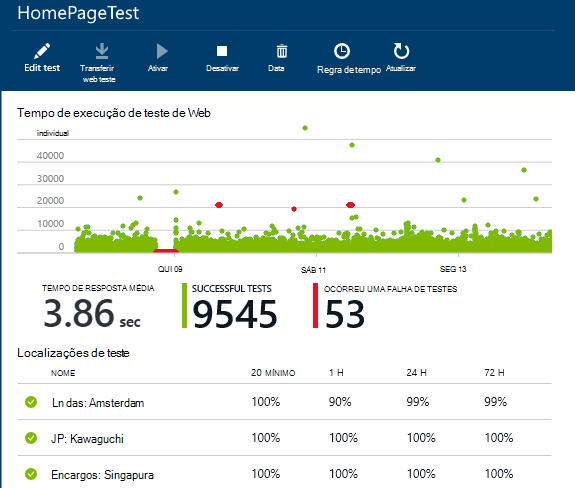 HomePageTest
Edit test
Transferir web teste
Ativar
Desativar
Data
Regra de tempo
Atualizar
Tempo de execução de teste de Web
individual
40000
30000
20000
10000
0
QUI 09
SÁB 11
SEG 13
TEMPO DE RESPOSTA MÉDIA
3.86 sec
SUCCESSFUL TESTS
9545
OCORREU UMA FALHA DE TESTES
53
Localizações de teste
NOME 20 MÍNIMO 1 H 24 H 72 H
Ln das: Amsterdam 100% 90% 99% 99%
JP: Kawaguchi 100% 100% 100% 100%
Encargos: Singapura 100% 100% 100% 100%